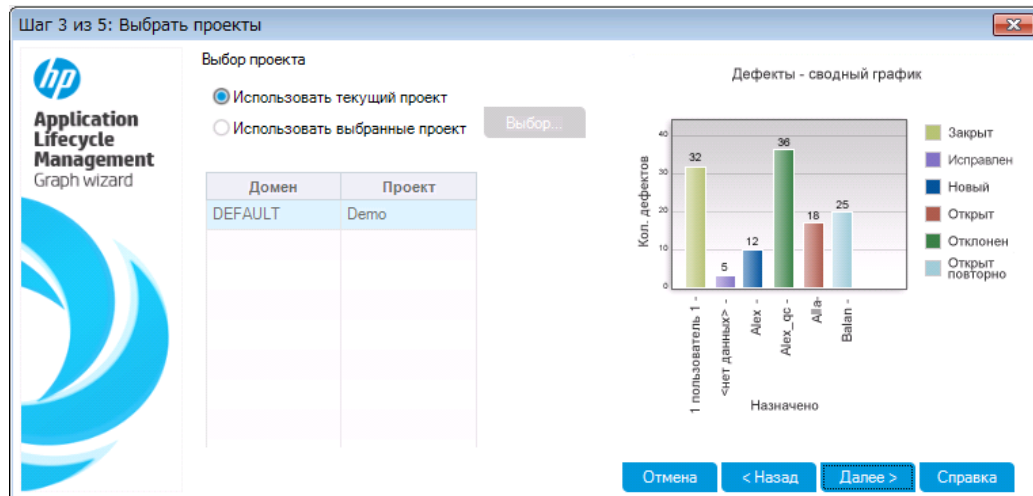 Шаг 3 из 5: Выбрать проекты
hp
Application
Lifecycle
Management
Graph wizard
Выбор проекта
Использовать текущий проект
Использовать выбранные проект
Выбор...
Домен Проект
DEFAULT Demo
Дефекты - сводный график
Кол. дефектов
40
30
20
10
0
32
5
12
36
18
25
1 пользователь 1 -
<нет данных> -
Alex -
Alex_qc -
Alla-
Balan -
Назначено
Закрыт
Исправлен
Новый
Открыт
Отклонен
Открыт
повторно
Отмена
< Назад
Далее >
Справка